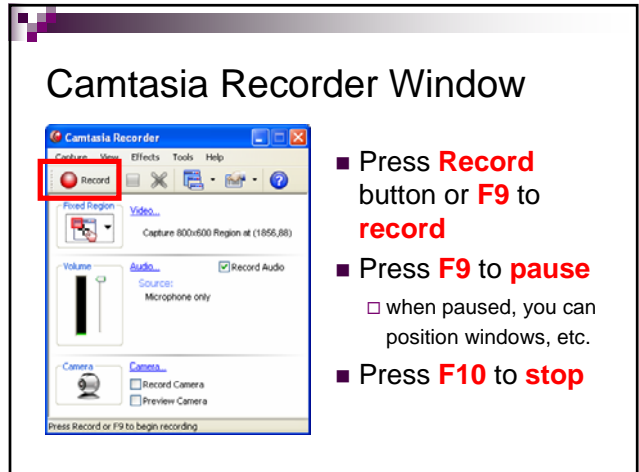 Camtasia Recorder Window
Camtasia Recorder
Capture View Effects Tools Help
Record
Fixed Region
Video...
Capture 800x600 Region at (1856,88)
Volume
Audio...
Record Audio
Source:
Microphone only
Camera
Camera...
Record Camera
Preview Camera
Press Record or F9 to begin recording
Press Record
button or F9 to
record
Press F9 to pause
when paused, you can
position windows, etc.
Press F10 to stop